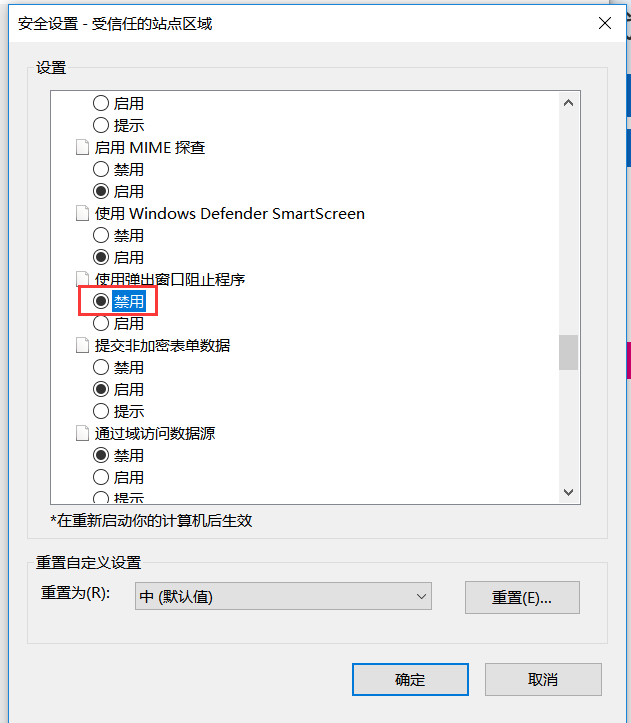 安全设置 - 受信任的站点区域
设置
启用
提示
启用 MIME 探查
禁用
启用
使用 Windows Defender SmartScreen
禁用
启用
使用弹出窗口阻止程序
禁用
启用
提交非加密表单数据
禁用
启用
提示
通过域访问数据源
禁用
启用
提示
*在重新启动你的计算机后生效
重置自定义设置
重置为(R):
中 (默认值)
重置(E)...
确定
取消